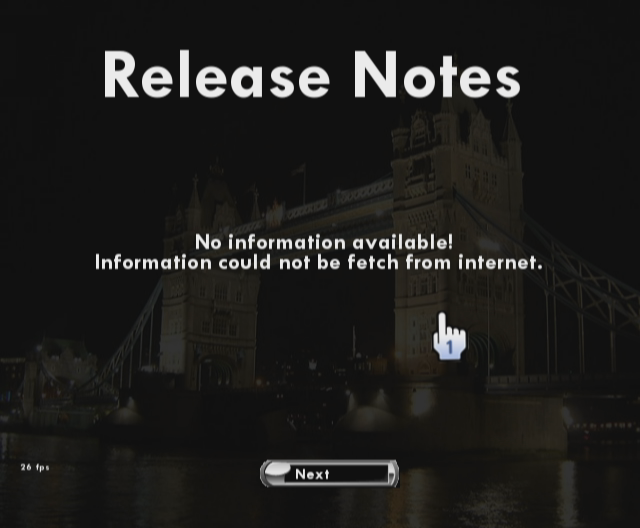 Release Notes
No information available!
Information could not be fetch from internet.
1
26 fps
Next